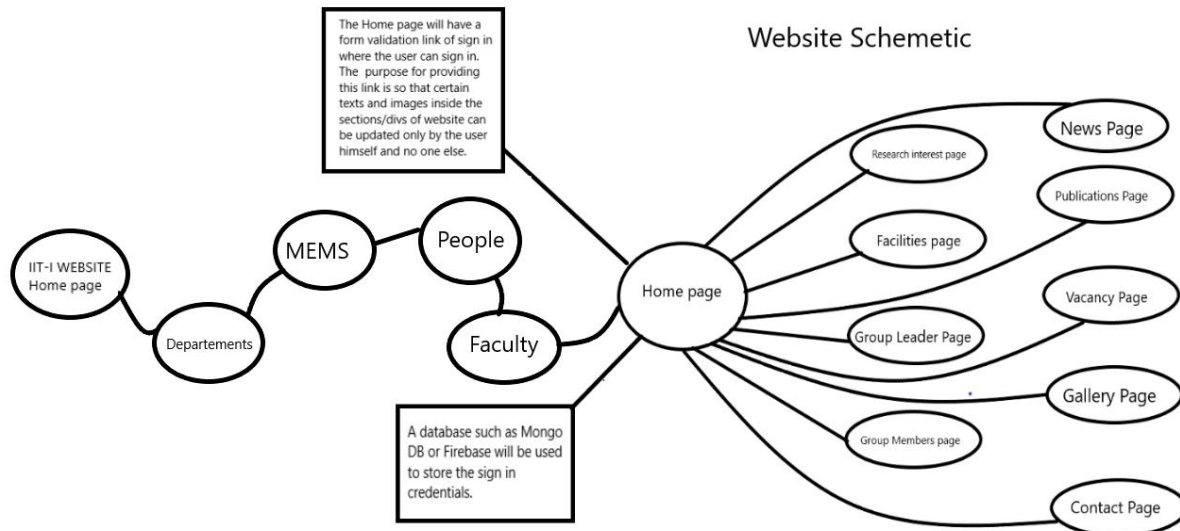 Website Schemetic
The Home page will have a
form validation link of sign in
where the user can sign in.
The purpose for providing
this link is so that certain
texts and images inside the
sections/divs of website can
be updated only by the user
himself and no one else.
IIT-I WEBSITE
Home page
Departements
MEMS
People
Faculty
Home page
A database such as Mongo
DB or Firebase will be used
to store the sign in
credentials.
News Page
Research interest page
Publications Page
Facilities page
Vacancy Page
Group Leader Page
Gallery Page
Group Members page
Contact Page